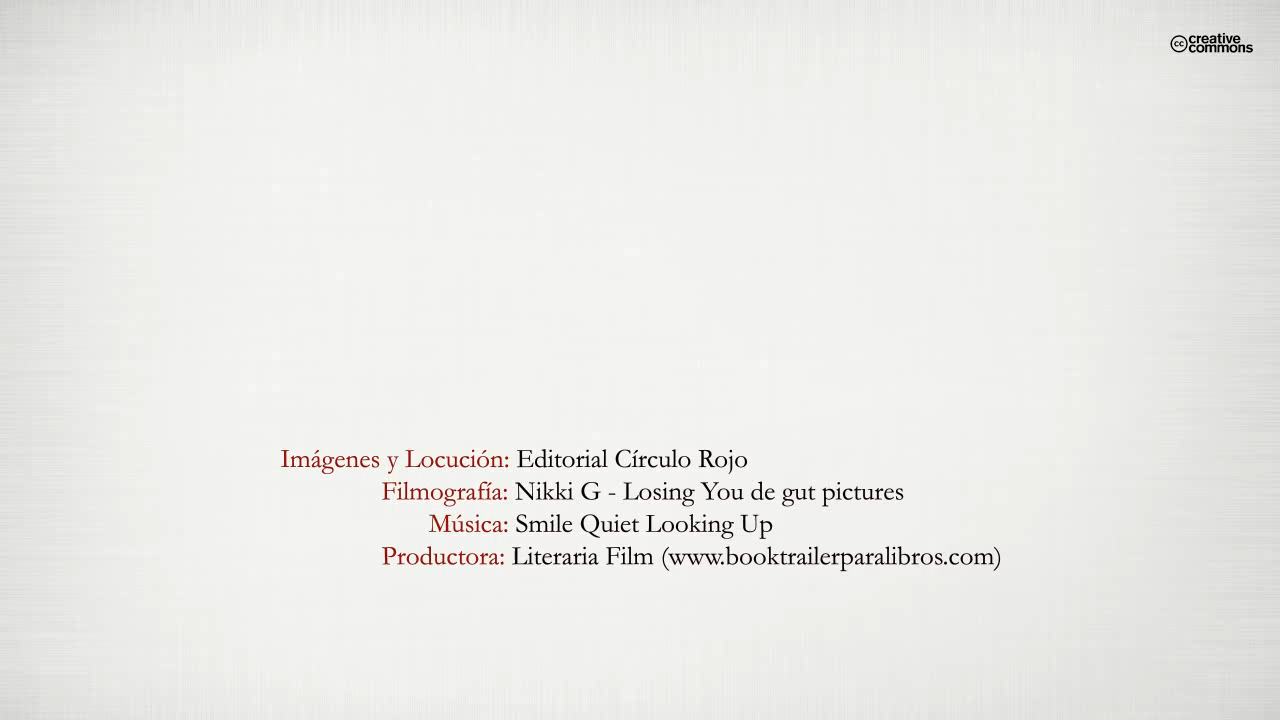 cc creative
commons
Imágenes y Locución: Editorial Círculo Rojo
Filmografía: Nikki G - Losing You de gut pictures
Música: Smile Quiet Looking Up
Productora: Literaria Film (www.booktrailerparalibros.com)